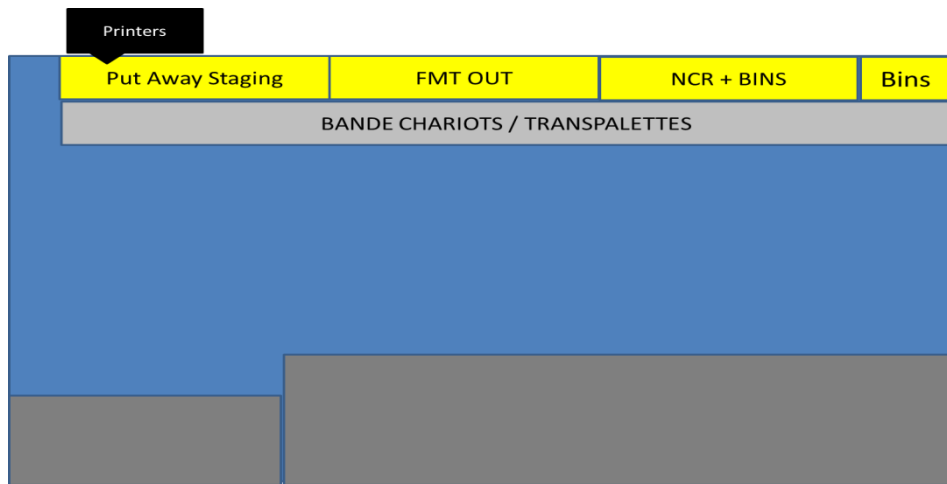 Printers
Put Away Staging
FMT OUT
NCR + BINS
Bins
BANDE CHARIOTS / TRANSPALETTES